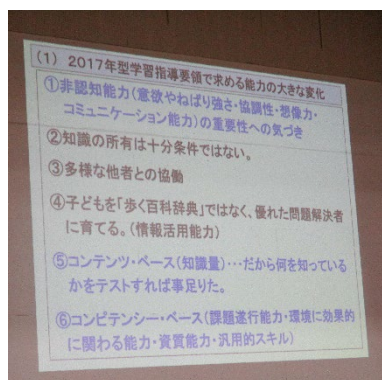 （1）2017年型学習指導要領で求める能力の大きな変化
①非認知能力（意欲やねばり強さ・協調性・想像力・
コミュニケーション能力）の重要性への気づき
②知識の所有は十分条件ではない。
③多様な他者との協働
④子どもを「歩く百科辞典」ではなく、優れた問題解決者
に育てる。（情報活用能力）
⑤コンテンツ・ベース（知識量）…だから何を知っている
かをテストすれば事足りた。
⑥コンピテンシー・ベース（課題遂行能力・環境に効果的
に関わる能力・資質能力・汎用的スキル）